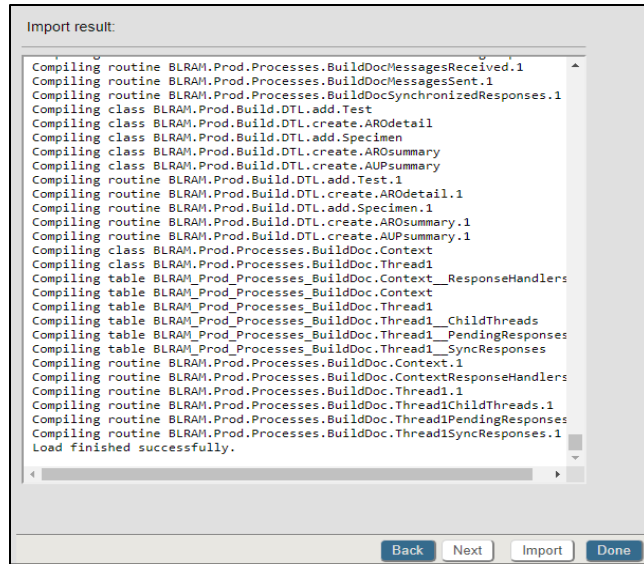 Import result:
Compiling routine BLRAM.Prod.Processes.BuildDocMessagesReceived.1
Compiling routine BLRAM.Prod.Processes.BuildDocMessagesSent.1
Compiling routine BLRAM.Prod.Processes.BuildDocSynchronizedResponses.1
Compiling class BLRAM.Prod.Build.DTL.add.Test
Compiling class BLRAM.Prod.Build.DTL.create.AROdetail
Compiling class BLRAM.Prod.Build.DTL.add.Specimen
Compiling class BLRAM.Prod.Build.DTL.create.AROsummary
Compiling class BLRAM.Prod.Build.DTL.create.AUPsummary
Compiling routine BLRAM.Prod.Build.DTL.add.Test.1
Compiling routine BLRAM.Prod.Build.DTL.create.AROdetail.1
Compiling routine BLRAM.Prod.Build.DTL.add.Specimen.1
Compiling routine BLRAM.Prod.Build.DTL.create.AROsummary.1
Compiling routine BLRAM.Prod.Build.DTL.create.AUPsummary.1
Compiling class BLRAM.Prod.Processes.BuildDoc.Context
Compiling class BLRAM.Prod.Processes.BuildDoc.Thread1
Compiling table BLRAM_Prod_Processes_BuildDoc.Context__ResponseHandlers
Compiling table BLRAM_Prod_Processes_BuildDoc.Context
Compiling table BLRAM_Prod_Processes_BuildDoc.Thread1
Compiling table BLRAM_Prod_Processes_BuildDoc.Thread1__ChildThreads
Compiling table BLRAM_Prod_Processes_BuildDoc.Thread1__PendingResponses
Compiling table BLRAM_Prod_Processes_BuildDoc.Thread1__SyncResponses
Compiling routine BLRAM.Prod.Processes.BuildDoc.Context.1
Compiling routine BLRAM.Prod.Processes.BuildDoc.ContextResponseHandlers
Compiling routine BLRAM.Prod.Processes.BuildDoc.Thread1.1
Compiling routine BLRAM.Prod.Processes.BuildDoc.Thread1ChildThreads.1
Compiling routine BLRAM.Prod.Processes.BuildDoc.Thread1PendingResponses
Compiling routine BLRAM.Prod.Processes.BuildDoc.Thread1SyncResponses.1
Load finished successfully.
Back Next Import Done